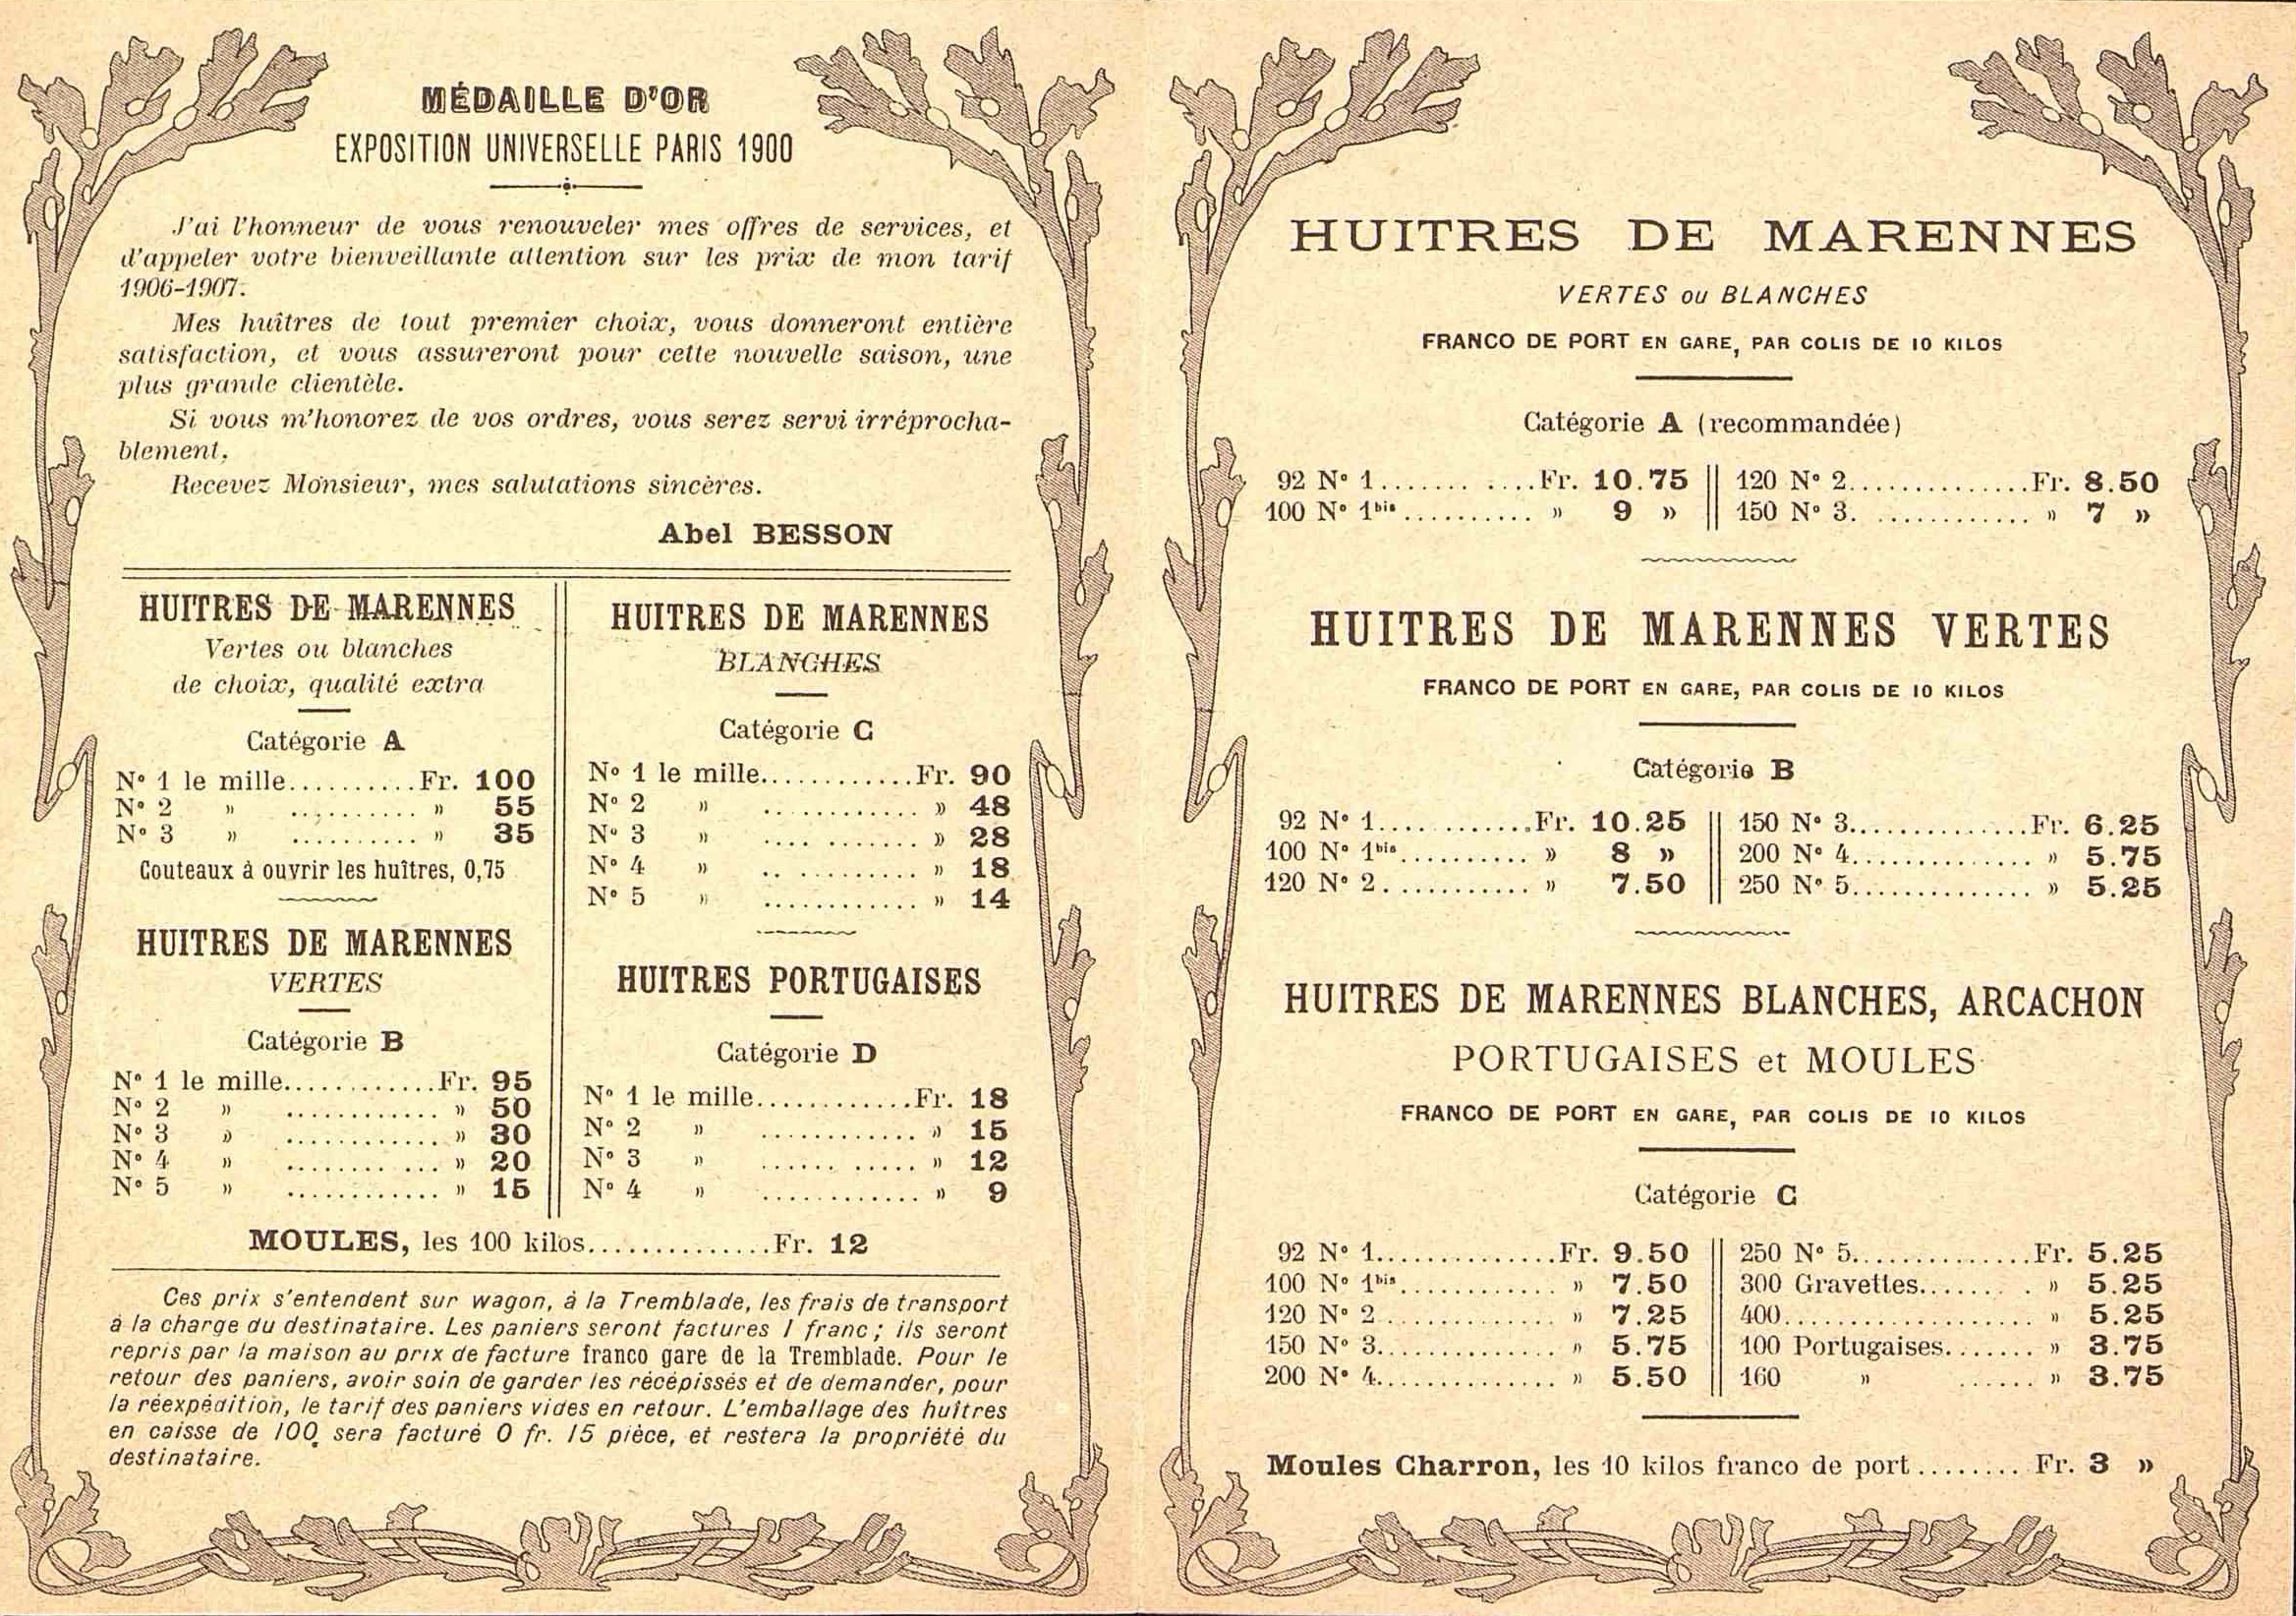 MÉDAILLE D'OR
EXPOSITION UNIVERSELLE PARIS 1900
J'ai l'honneur de vous renouveler mes offres de services, et
d'appeler votre bienveillante attention sur les prix de mon tarif
1906-1907.
Mes huîtres de tout premier choix, vous donneront entière
satisfaction, et vous assureront pour cette nouvelle saison, une
plus grande clientèle.
Si vous m'honorez de vos ordres, vous serez servi irréprocha-
blement.
Recevez Monsieur, mes salutations sincères.
Abel BESSON
HUITRES DE MARENNES
Vertes ou blanches
de choix, qualité extra
Catégorie A
N° 1 le mille..........Fr. 100
N° 2 » .......... » 55
N° 3 » .......... » 35
Couteaux à ouvrir les huîtres, 0,75
HUITRES DE MARENNES
VERTES
Catégorie B
N° 1 le mille............Fr. 95
N° 2 » ............ » 50
N° 3 » ............ » 30
N° 4 » ............ » 20
N° 5 » ............ » 15
HUITRES DE MARENNES
BLANCHES
Catégorie C
N° 1 le mille............Fr. 90
N° 2 » ............ » 48
N° 3 » ............ » 28
N° 4 » ............ » 18
N° 5 » ............ » 14
HUITRES PORTUGAISES
Catégorie D
N° 1 le mille............Fr. 18
N° 2 » ............ » 15
N° 3 » ............ » 12
N° 4 » ............ » 9
MOULES, les 100 kilos..............Fr. 12
Ces prix s'entendent sur wagon, à la Tremblade, les frais de transport
à la charge du destinataire. Les paniers seront factures 1 franc ; ils seront
repris par la maison au prix de facture franco gare de la Tremblade. Pour le
retour des paniers, avoir soin de garder les récépissés et de demander, pour
la réexpédition, le tarif des paniers vides en retour. L'emballage des huîtres
en caisse de 100, sera facturé 0 fr. 15 pièce, et restera la propriété du
destinataire.
HUITRES DE MARENNES
VERTES ou BLANCHES
FRANCO DE PORT EN GARE, PAR COLIS DE 10 KILOS
Catégorie A (recommandée)
92 N° 1............Fr. 10.75
100 N° 1bis.......... » 9 »
120 N° 2..............Fr. 8.50
150 N° 3............. » 7 »
HUITRES DE MARENNES VERTES
FRANCO DE PORT EN GARE, PAR COLIS DE 10 KILOS
Catégorie B
92 N° 1............Fr. 10.25
100 N° 1bis.......... » 8 »
120 N° 2............ » 7.50
150 N° 3..............Fr. 6.25
200 N° 4.............. » 5.75
250 N° 5.............. » 5.25
HUITRES DE MARENNES BLANCHES, ARCACHON
PORTUGAISES et MOULES
FRANCO DE PORT EN GARE, PAR COLIS DE 10 KILOS
Catégorie C
92 N° 1..............Fr. 9.50
100 N° 1bis............ » 7.50
120 N° 2.............. » 7.25
150 N° 3.............. » 5.75
200 N° 4.............. » 5.50
250 N° 5..............Fr. 5.25
300 Gravettes........ » 5.25
400.................... » 5.25
100 Portugaises....... » 3.75
160 » ...... » 3.75
Moules Charron, les 10 kilos franco de port........ Fr. 3 »